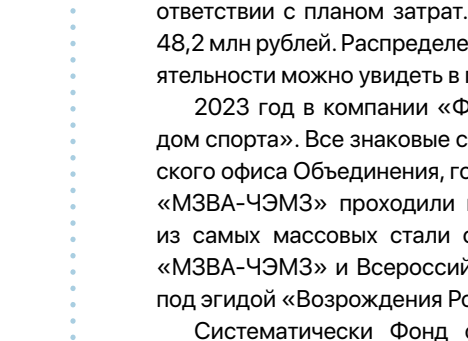 ответствии с планом затрат.
48,2 млн рублей. Распределе
ятельности можно увидеть в
2023 год в компании «Ф
дом спорта». Все знаковые с
ского офиса Объединения, го
«МЗВА-ЧЭМЗ» проходили
из самых массовых стали
«МЗВА-ЧЭМЗ» и Всероссий
под эгидой «Возрождения Ро
Систематически Фонд